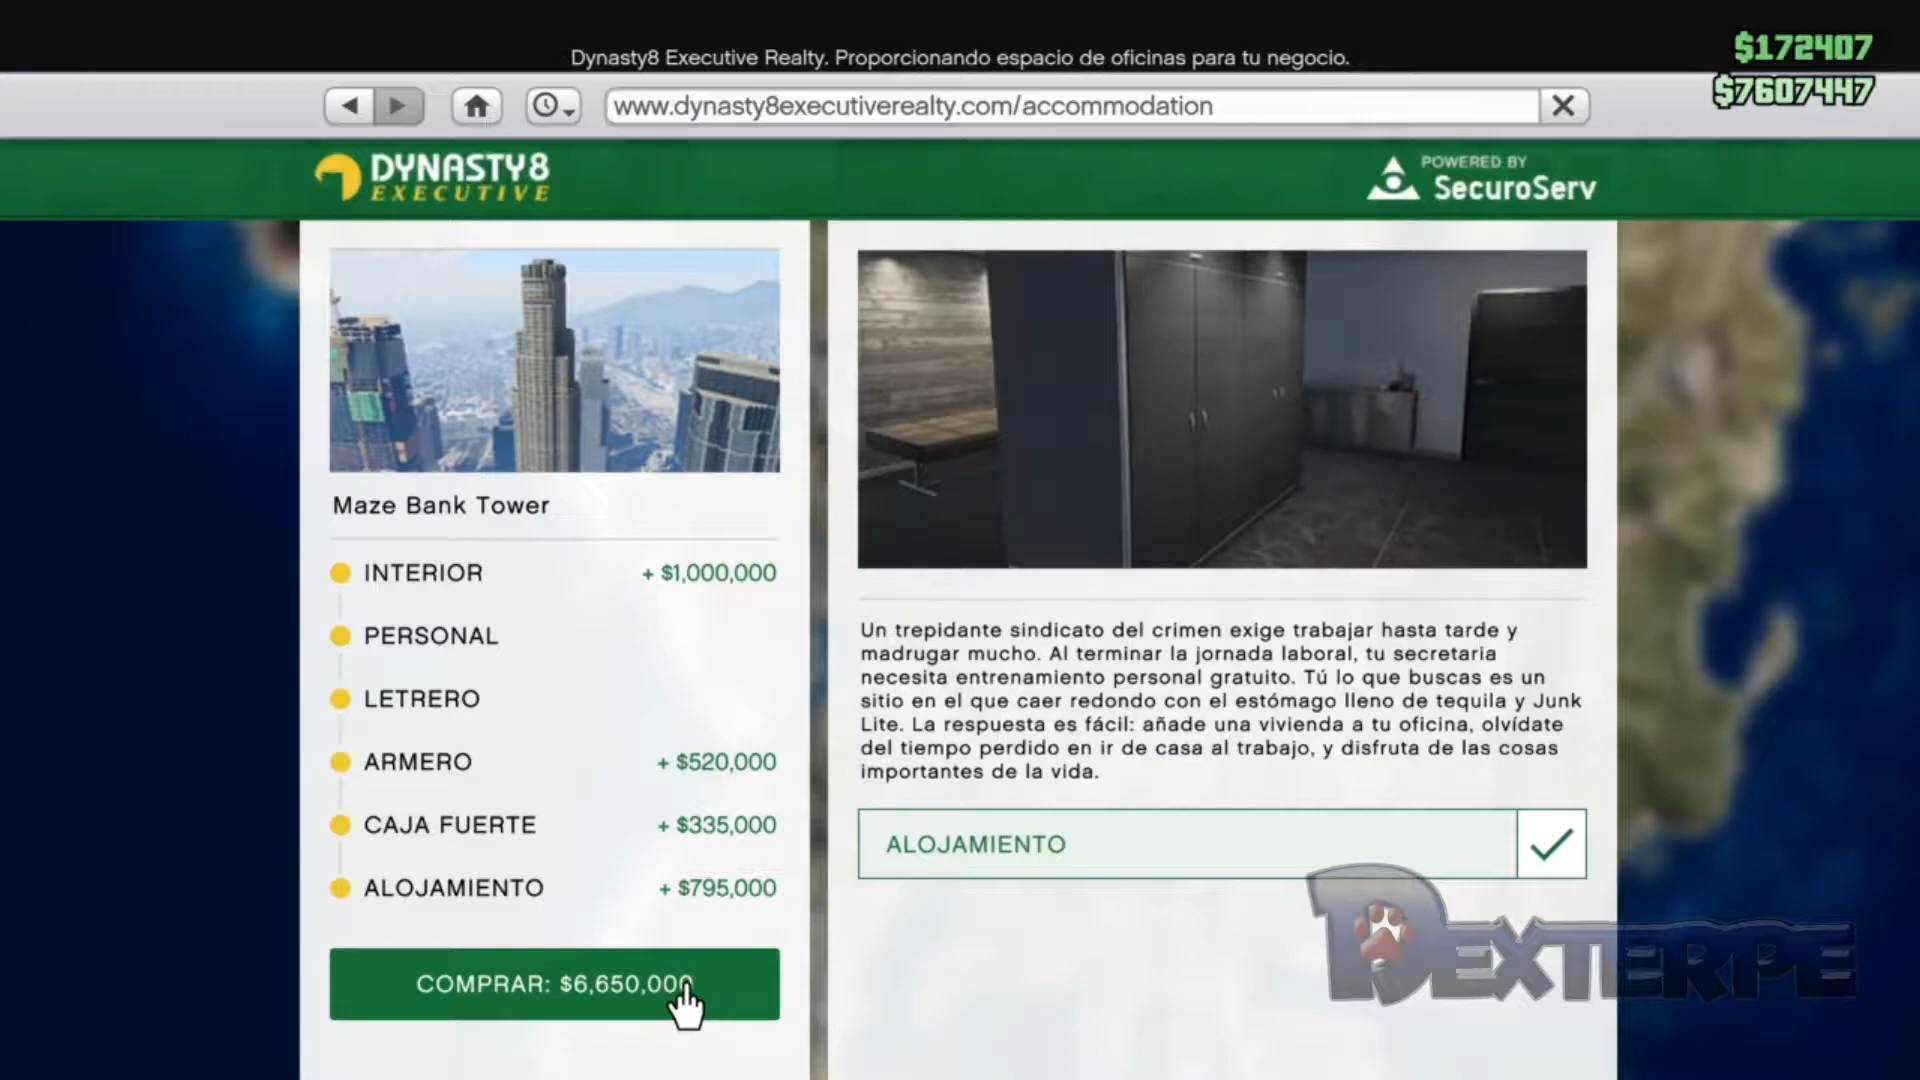 Dynasty8 Executive Realty. Proporcionando espacio de oficinas para tu negocio.
$172407
$7607447
www.dynasty8executiverealty.com/accommodation
DYNASTY8
EXECUTIVE
POWERED BY
SecuroServ
Maze Bank Tower
INTERIOR + $1,000,000
PERSONAL
LETRERO
ARMERO + $520,000
CAJA FUERTE + $335,000
ALOJAMIENTO + $795,000
COMPRAR: $6,650,000
Un trepidante sindicato del crimen exige trabajar hasta tarde y
madrugar mucho. Al terminar la jornada laboral, tu secretaria
necesita entrenamiento personal gratuito. Tú lo que buscas es un
sitio en el que caer redondo con el estómago lleno de tequila y Junk
Lite. La respuesta es fácil: añade una vivienda a tu oficina, olvídate
del tiempo perdido en ir de casa al trabajo, y disfruta de las cosas
importantes de la vida.
ALOJAMIENTO
DEXTERPE